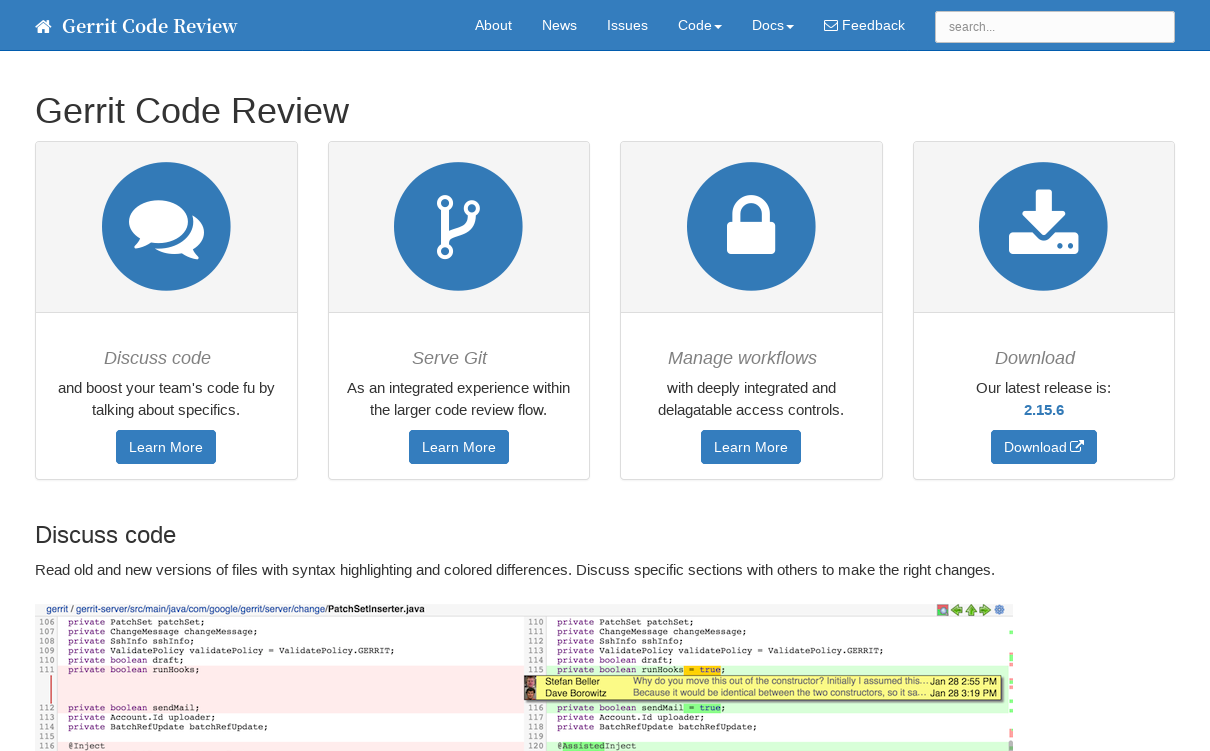 Gerrit Code Review
About News Issues Code Docs Feedback search...
Gerrit Code Review
Discuss code
and boost your team's code fu by
talking about specifics.
Learn More
Serve Git
As an integrated experience within
the larger code review flow.
Learn More
Manage workflows
with deeply integrated and
delagatable access controls.
Learn More
Download
Our latest release is:
2.15.6
Download
Discuss code
Read old and new versions of files with syntax highlighting and colored differences. Discuss specific sections with others to make the right changes.
gerrit / gerrit-server/src/main/java/com/google/gerrit/server/change/PatchSetInserter.java
106 private PatchSet patchSet;
107 private ChangeMessage changeMessage;
108 private SshInfo sshInfo;
109 private ValidatePolicy validatePolicy = ValidatePolicy.GERRIT;
110 private boolean draft;
111 private boolean runHooks;
112 private boolean sendMail;
113 private Account.Id uploader;
114 private BatchRefUpdate batchRefUpdate;
115
116 @Inject
110 private PatchSet patchSet;
111 private ChangeMessage changeMessage;
112 private SshInfo sshInfo;
113 private ValidatePolicy validatePolicy = ValidatePolicy.GERRIT;
114 private boolean draft;
115 private boolean runHooks = true;
Stefan Beller Why do you move this out of the constructor? Initially I assumed this... Jan 28 2:55 PM
Dave Borowitz Because it would be identical between the two constructors, so it sa... Jan 28 3:19 PM
116 private boolean sendMail = true;
117 private Account.Id uploader;
118 private BatchRefUpdate batchRefUpdate;
119
120 @AssistedInject